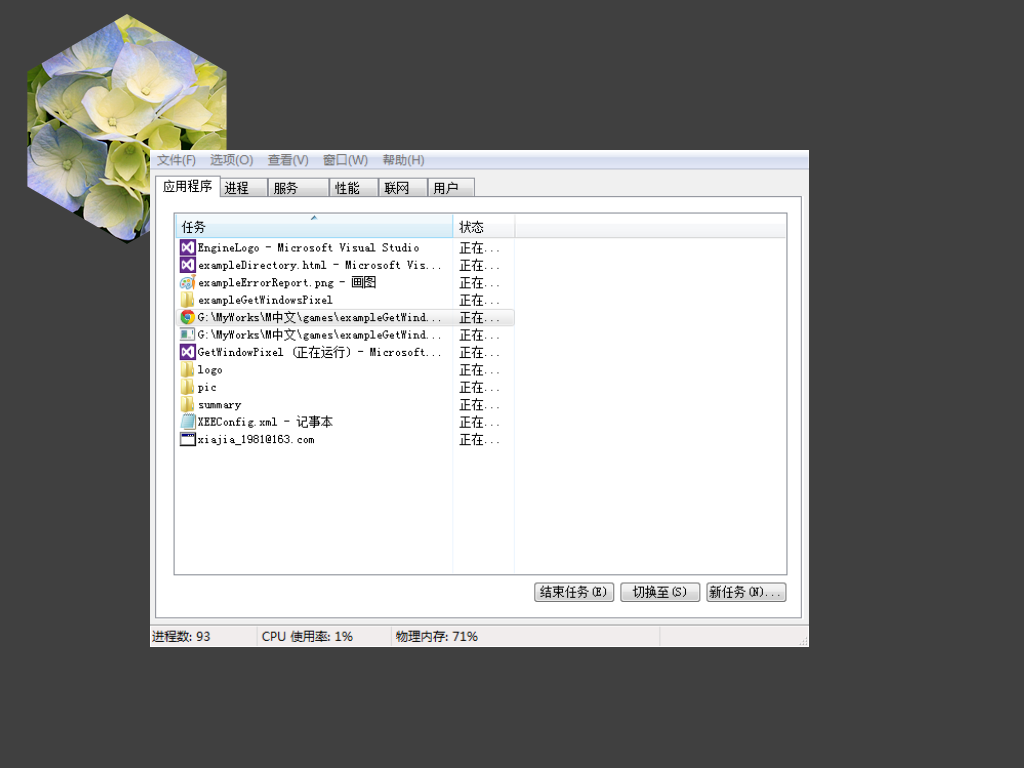 文件(F) 选项(O) 查看(V) 窗口(W) 帮助(H)
应用程序 进程 服务 性能 联网 用户
任务 状态
EngineLogo - Microsoft Visual Studio 正在...
exampleDirectory.html - Microsoft Vis... 正在...
exampleErrorReport.png - 画图 正在...
exampleGetWindowsPixel 正在...
G:\MyWorks\M中文\games\exampleGetWind... 正在...
G:\MyWorks\M中文\games\exampleGetWind... 正在...
GetWindowPixel (正在运行) - Microsoft... 正在...
logo 正在...
pic 正在...
summary 正在...
XEEConfig.xml - 记事本 正在...
xiajia_1981@163.com 正在...
结束任务(E) 切换至(S) 新任务(N)...
进程数: 93 CPU 使用率: 1% 物理内存: 71%